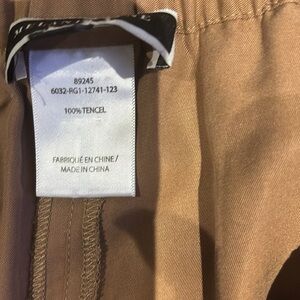 89245
6032-RG1-12741-123
100% TENCEL
FABRIQUÉ EN CHINE/
MADE IN CHINA